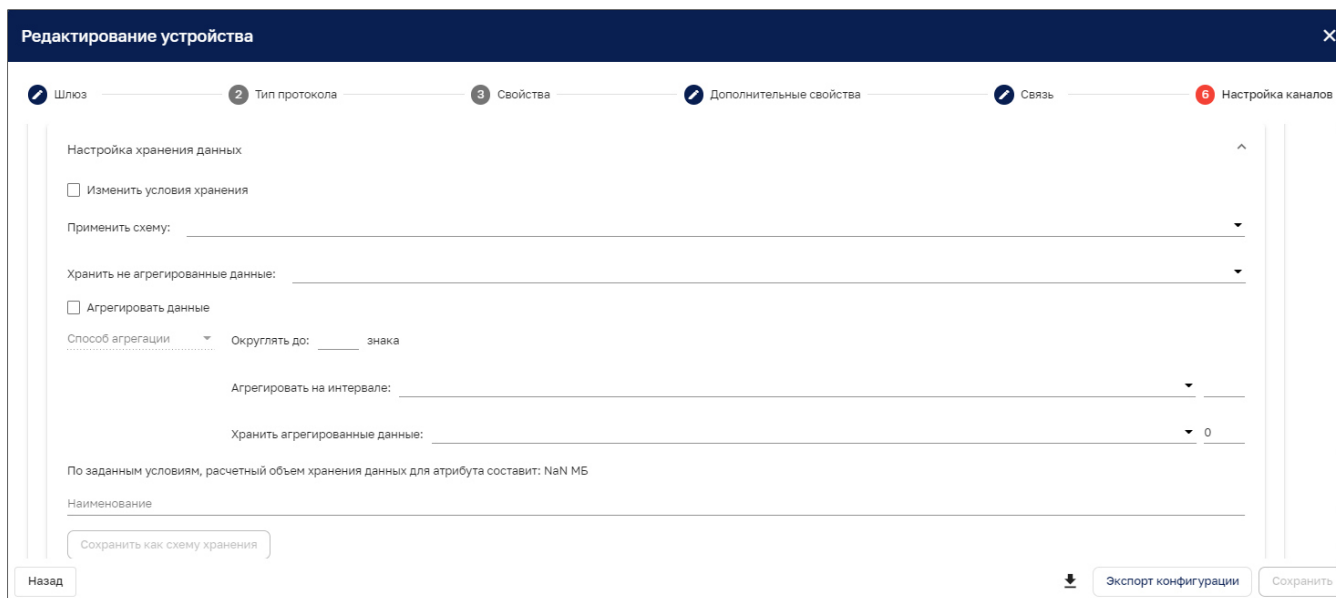 Редактирование устройства
Шлюз
2 Тип протокола
3 Свойства
Дополнительные свойства
Связь
6 Настройка каналов
Настройка хранения данных
Изменить условия хранения
Применить схему:
Хранить не агрегированные данные:
Агрегировать данные
Способ агрегации Округлять до: знака
Агрегировать на интервале:
Хранить агрегированные данные: 0
По заданным условиям, расчетный объем хранения данных для атрибута составит: NaN МБ
Наименование
Сохранить как схему хранения
Назад Экспорт конфигурации Сохранить